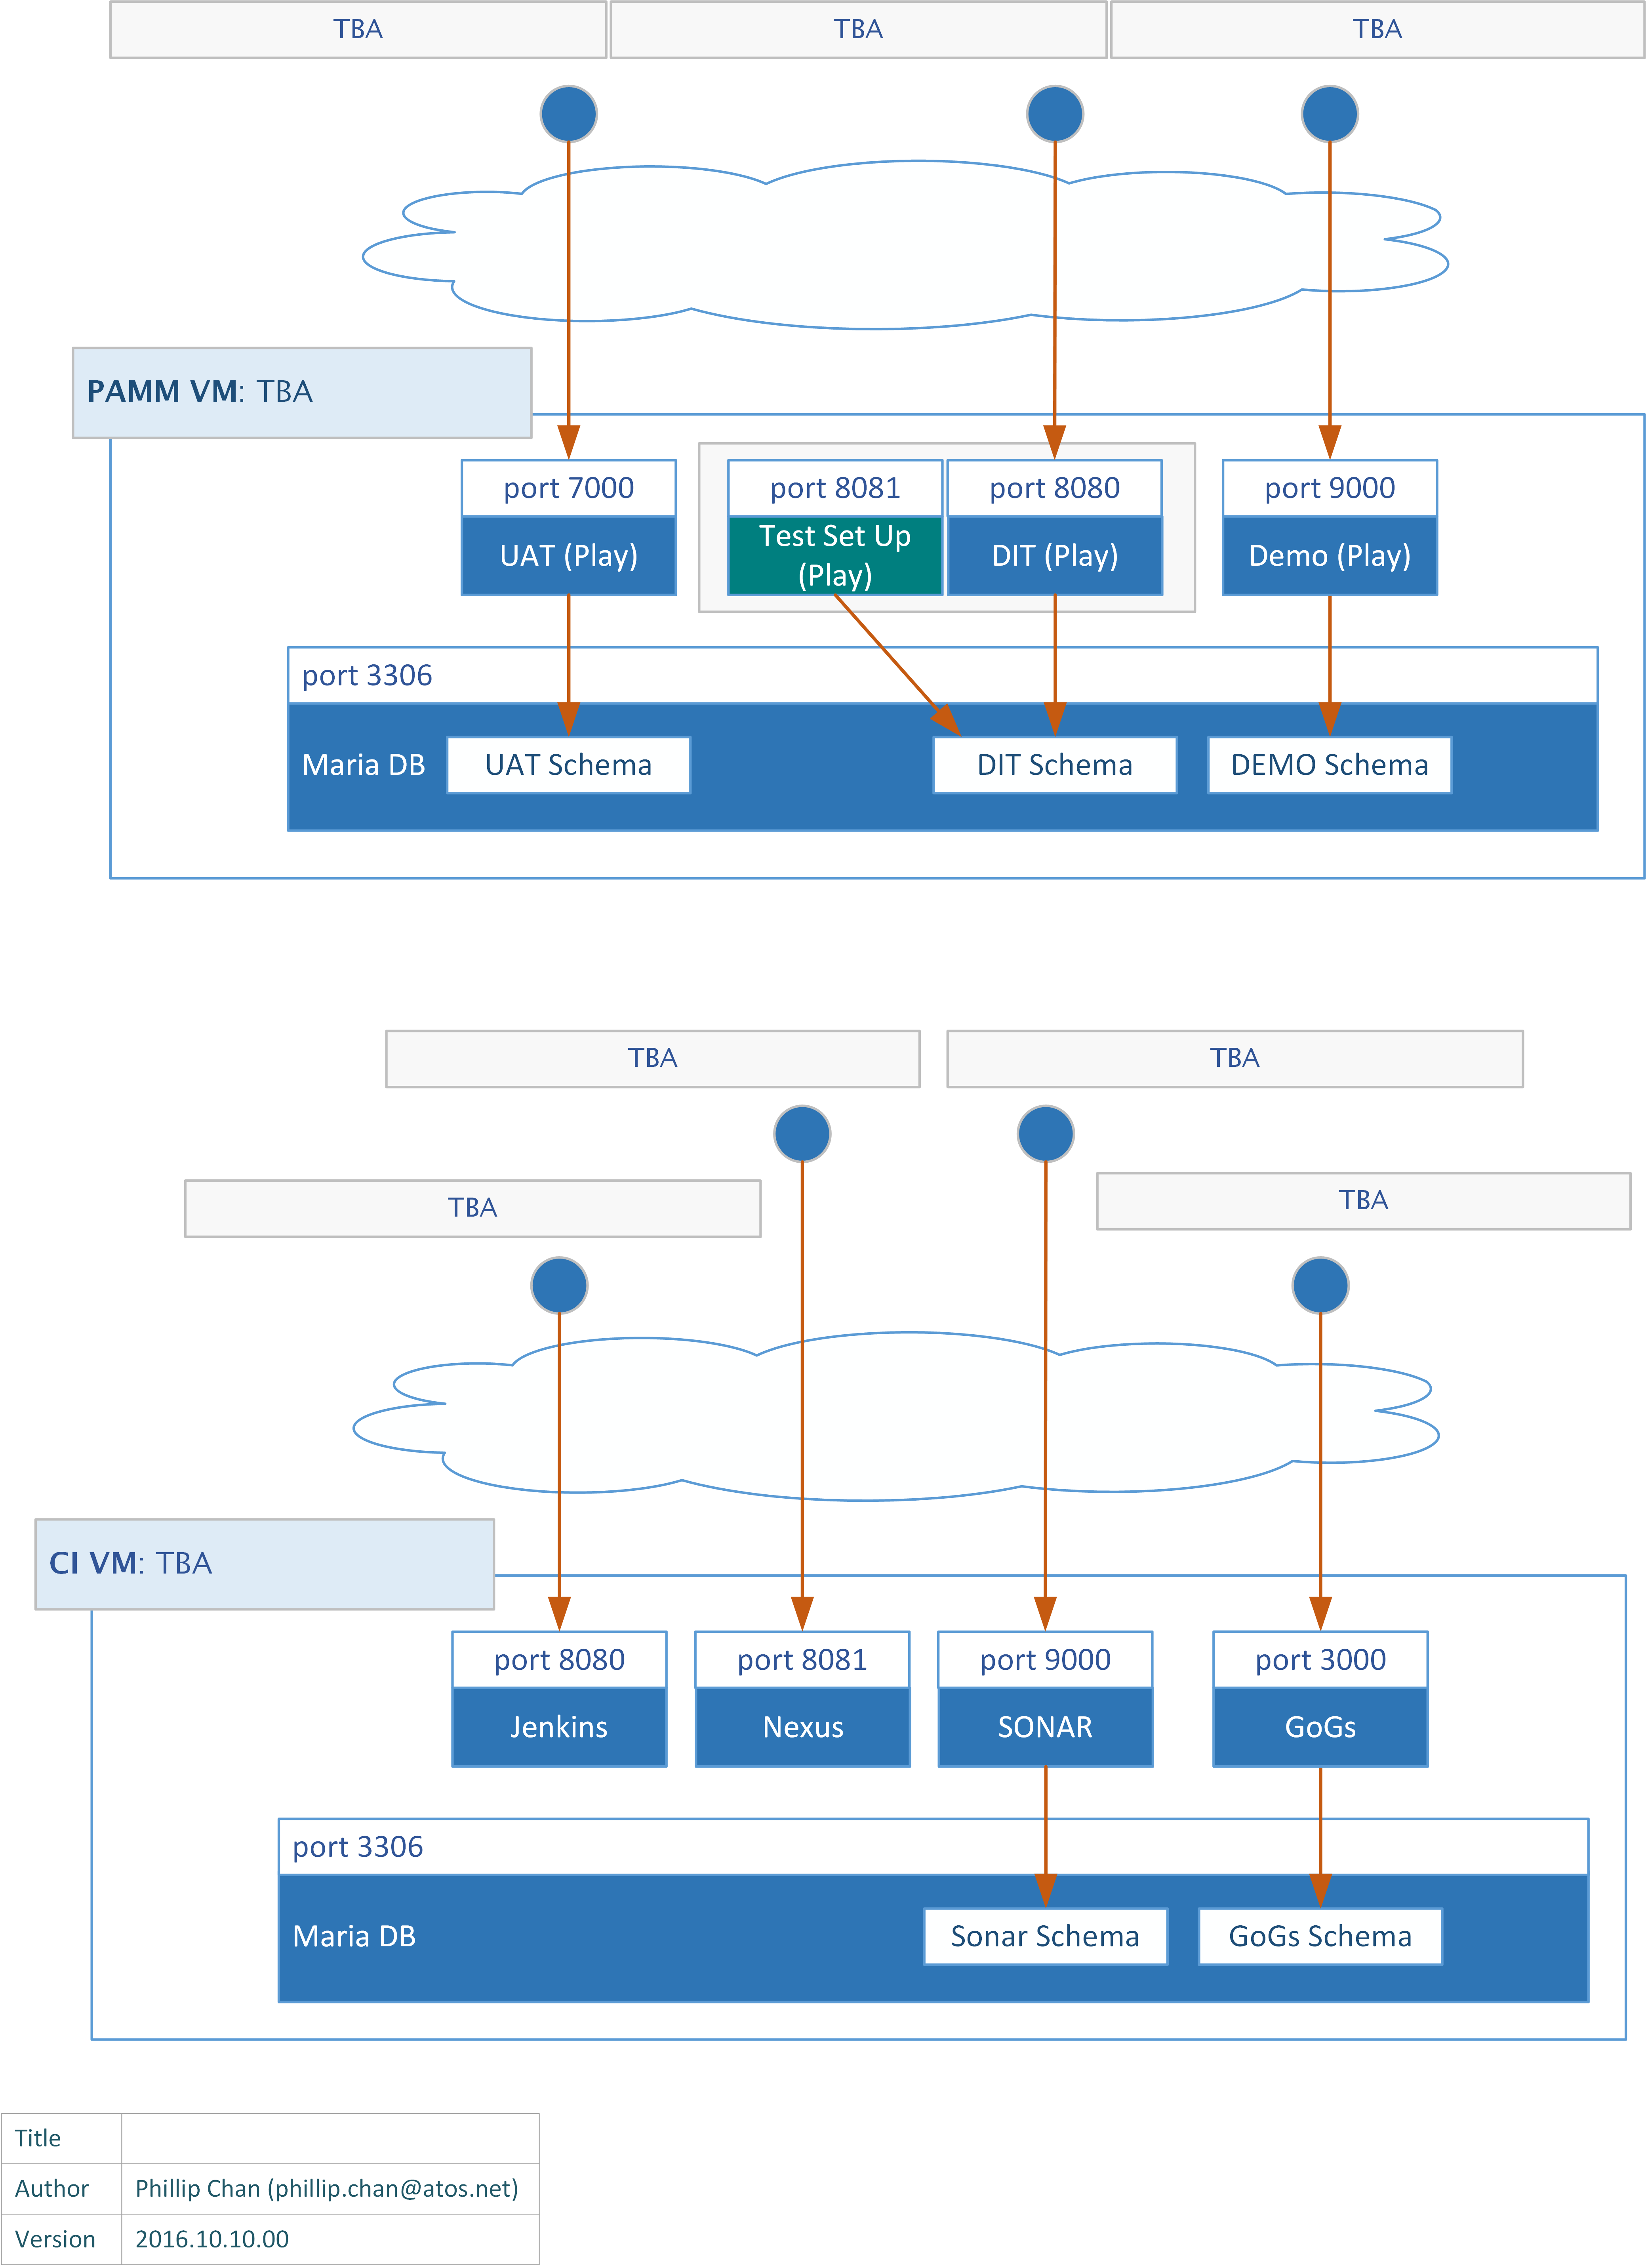 TBA
TBA
TBA
PAMM VM: TBA
port 7000
port 8081
port 8080
port 9000
UAT (Play)
Test Set Up
(Play)
DIT (Play)
Demo (Play)
port 3306
Maria DB
UAT Schema
DIT Schema
DEMO Schema
TBA
TBA
TBA
TBA
CI VM: TBA
port 8080
port 8081
port 9000
port 3000
Jenkins
Nexus
SONAR
GoGs
port 3306
Maria DB
Sonar Schema
GoGs Schema
Title
Author
Phillip Chan (phillip.chan@atos.net)
Version
2016.10.10.00